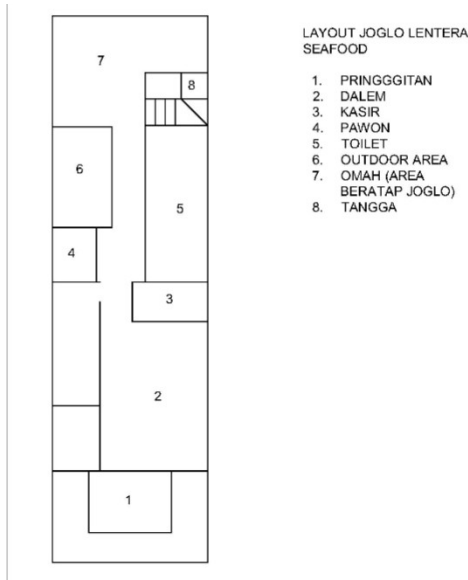 LAYOUT JOGLO LENTERA
SEAFOOD
1. PRINGGGITAN
2. DALEM
3. KASIR
4. PAWON
5. TOILET
6. OUTDOOR AREA
7. OMAH (AREA
BERATAP JOGLO)
8. TANGGA
7
8
6
5
4
3
2
1